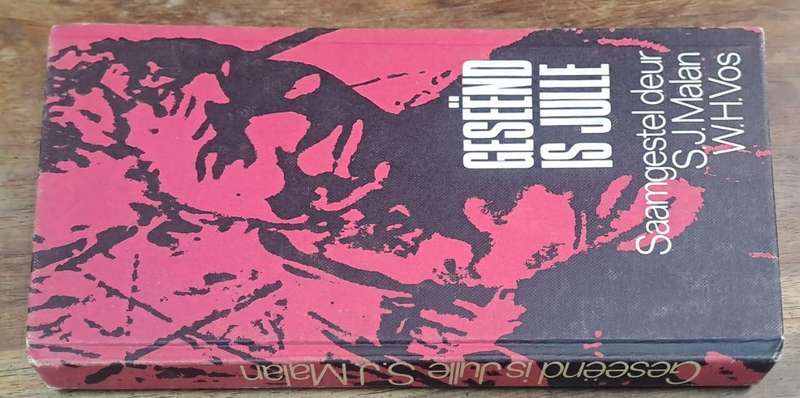 GESEËND
IS JULLE
Saamgestel deur
S.J.Malan
W.H.Vos
Geseënd is Julle S.J Malan